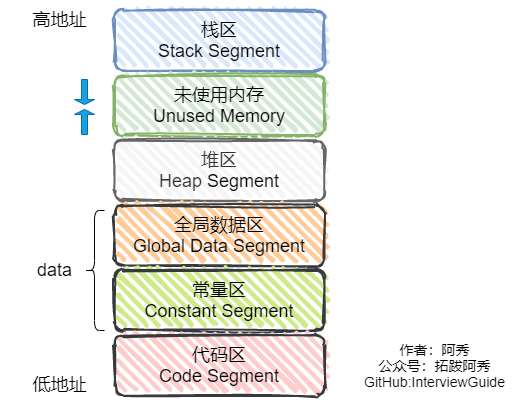 高地址
栈区
Stack Segment
未使用内存
Unused Memory
堆区
Heap Segment
全局数据区
Global Data Segment
data
常量区
Constant Segment
代码区
Code Segment
低地址
作者：阿秀
公众号：拓跋阿秀
GitHub:InterviewGuide